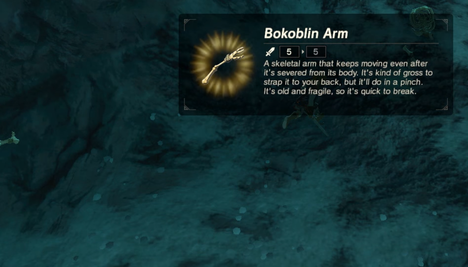 Bokoblin Arm
5 › 5
A skeletal arm that keeps moving even after
it's severed from its body. It's kind of gross to
strap it to your back, but it'll do in a pinch.
It's old and fragile, so it's quick to break.